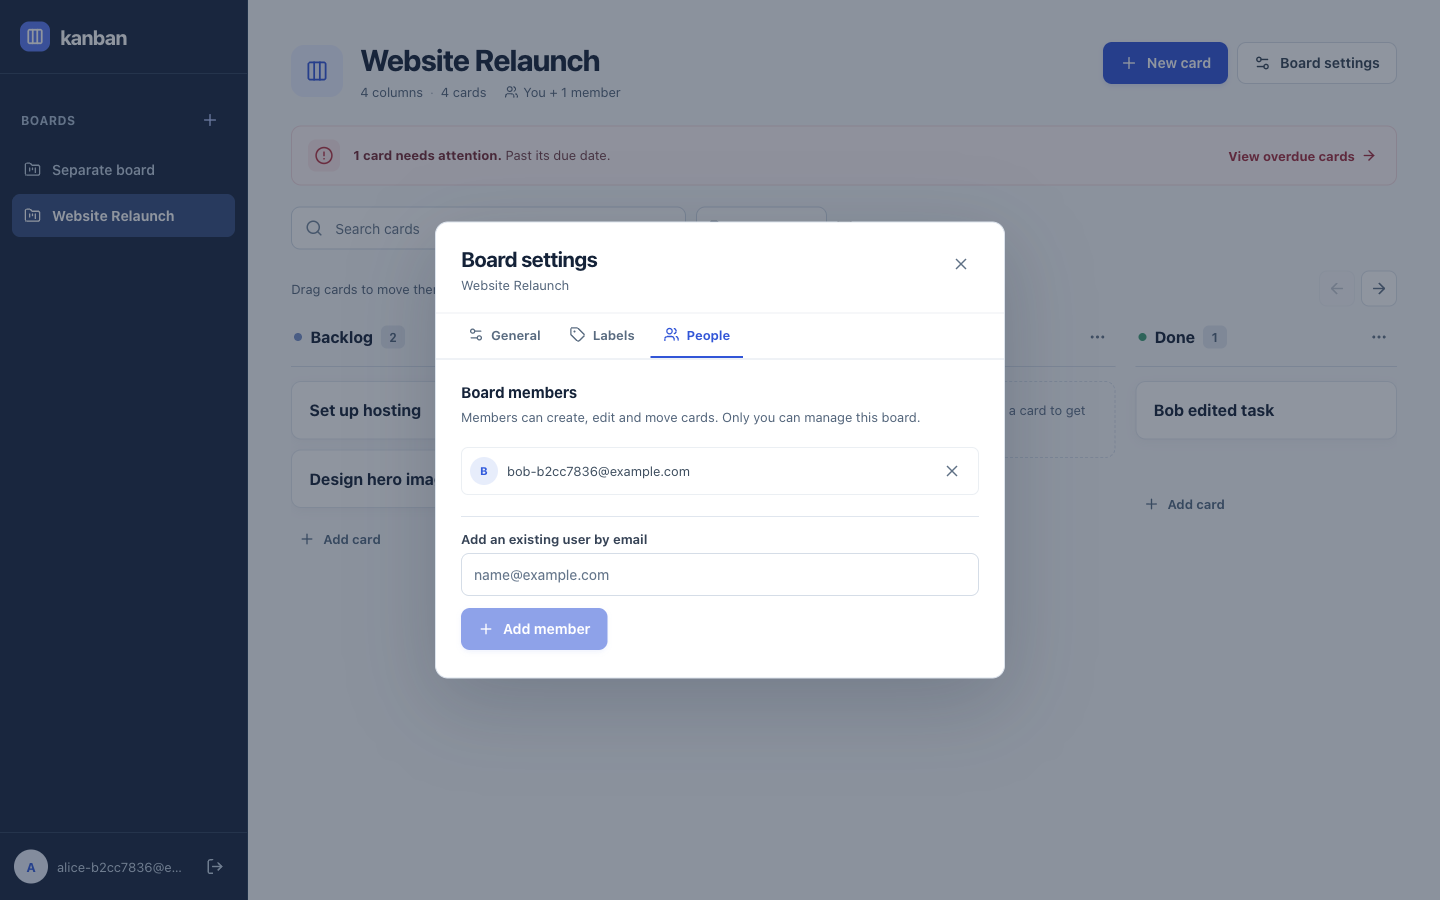 kanban
BOARDS
Separate board
Website Relaunch
A
alice-b2cc7836@e...
Website Relaunch
4 columns · 4 cards
You + 1 member
New card
Board settings
1 card needs attention. Past its due date.
View overdue cards
Search cards
Drag cards to move
Backlog
2
Set up hosting
Design hero
Add card
Board settings
Website Relaunch
General
Labels
People
Board members
Members can create, edit and move cards. Only you can manage this board.
B
bob-b2cc7836@example.com
Add an existing user by email
name@example.com
Add member
a card to get
Done
1
Bob edited task
Add card